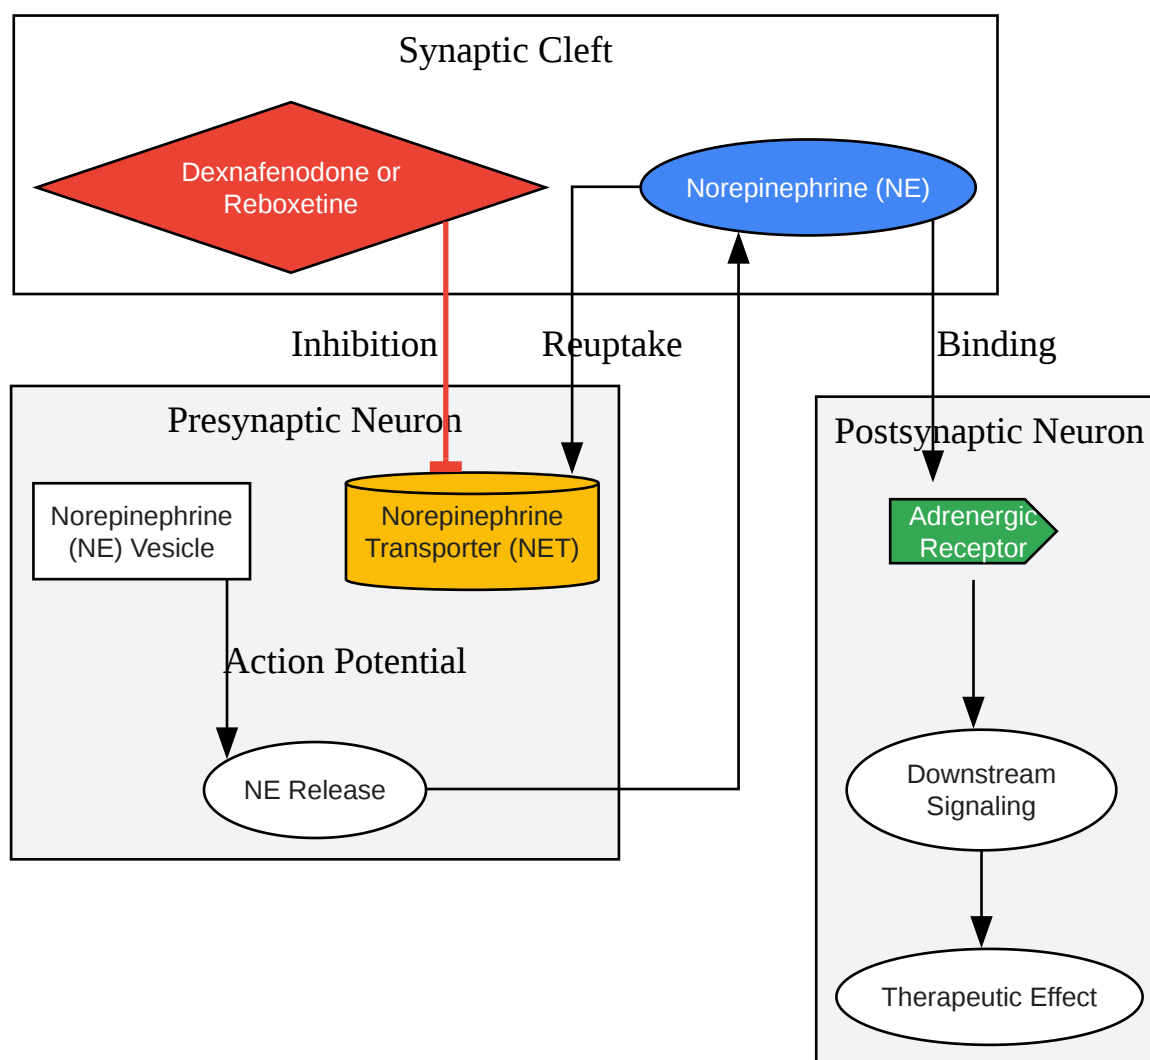 Synaptic Cleft
Dexnafenodone or
Reboxetine
Norepinephrine (NE)
Inhibition
Reuptake
Binding
Presynaptic Neuron
Norepinephrine
(NE) Vesicle
Norepinephrine
Transporter (NET)
Action Potential
NE Release
Postsynaptic Neuron
Adrenergic
Receptor
Downstream
Signaling
Therapeutic Effect